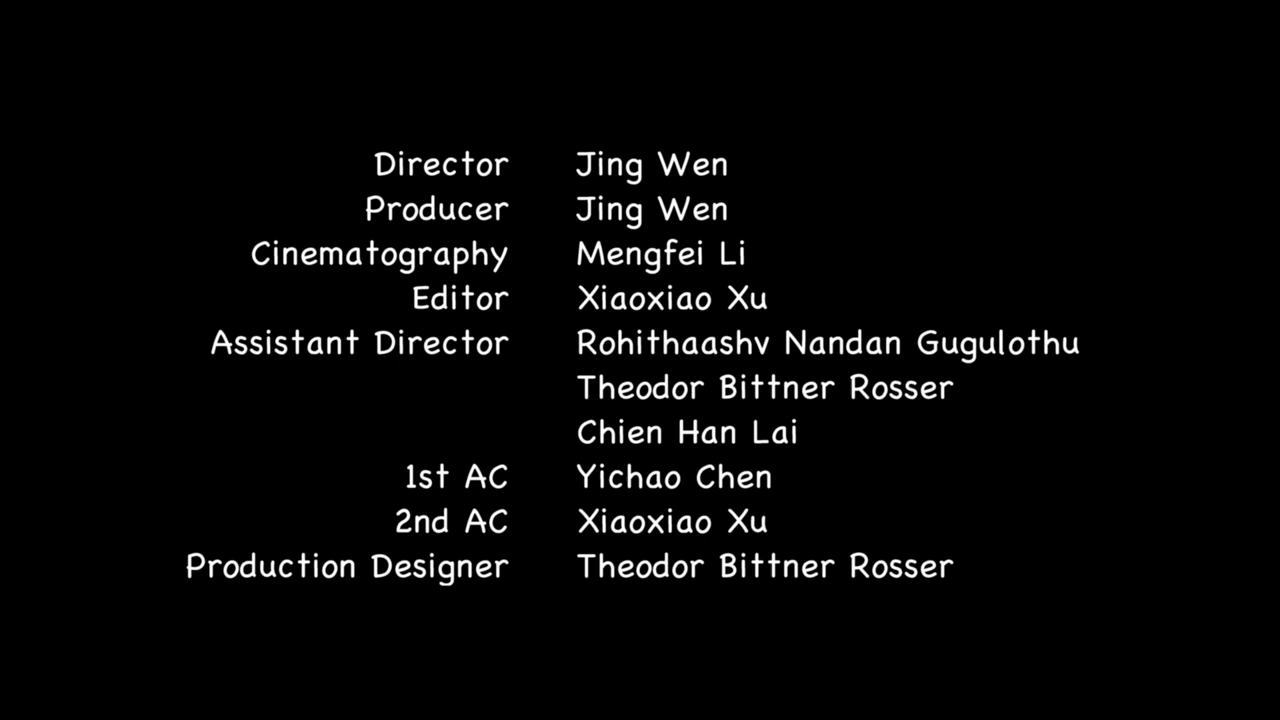 Director Jing Wen
Producer Jing Wen
Cinematography Mengfei Li
Editor Xiaoxiao Xu
Assistant Director Rohithaashv Nandan Gugulothu
Theodor Bittner Rosser
Chien Han Lai
1st AC Yichao Chen
2nd AC Xiaoxiao Xu
Production Designer Theodor Bittner Rosser